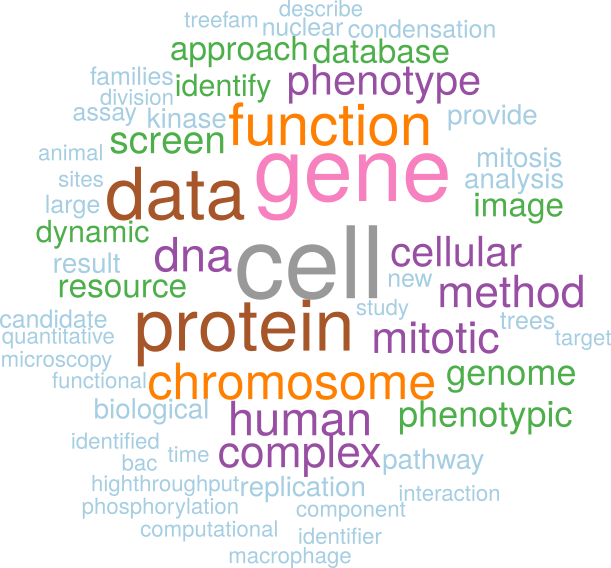 describe
treefam
nuclear condensation
approach database
families identify phenotype
division
assay kinase function provide
screen
animal gene mitosis
sites data analysis
large image
dynamic
dna cell cellular
result
resource new method
protein study
candidate trees
quantitative mitotic target
microscopy
functional chromosome genome
biological human phenotypic
identified
bac time complex pathway
highthroughput replication interaction
phosphorylation component
computational identifier
macrophage